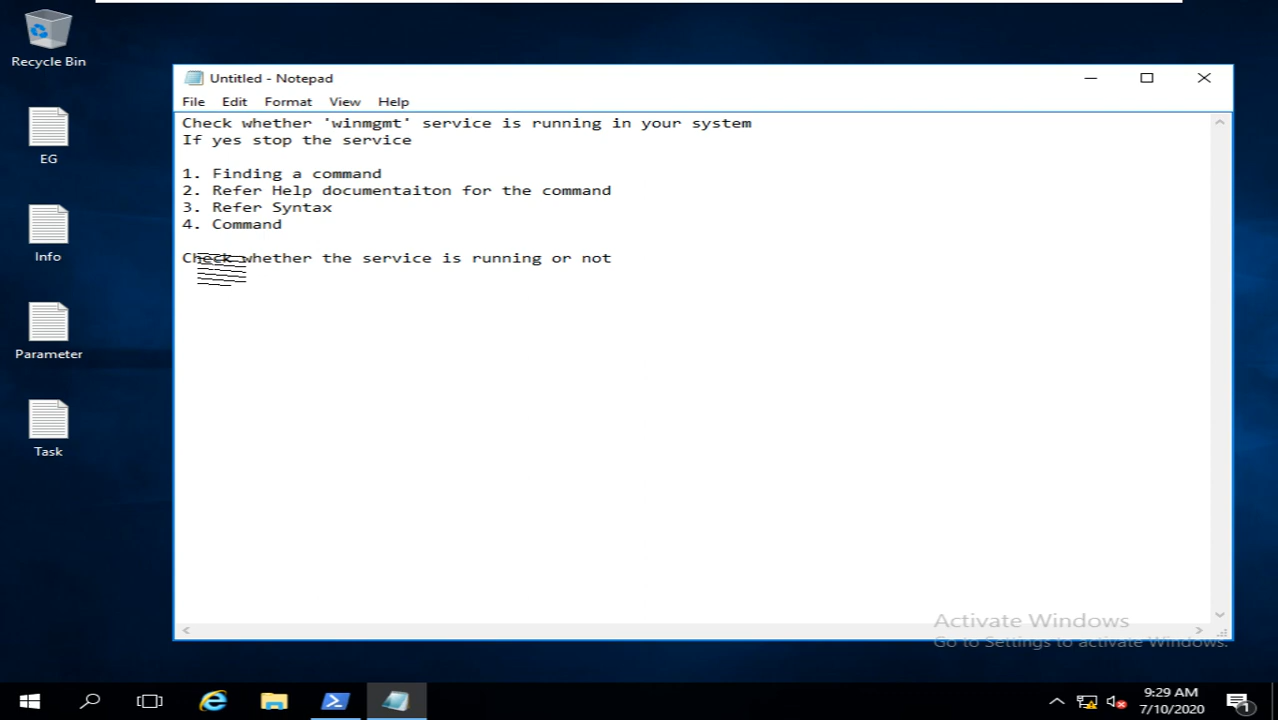 Recycle Bin
EG
Info
Parameter
Task
Untitled - Notepad
File Edit Format View Help
Check whether 'winmgmt' service is running in your system
If yes stop the service
1. Finding a command
2. Refer Help documentaiton for the command
3. Refer Syntax
4. Command
Check whether the service is running or not
Activate Windows
Go to Settings to activate Windows.
9:29 AM
7/10/2020
1